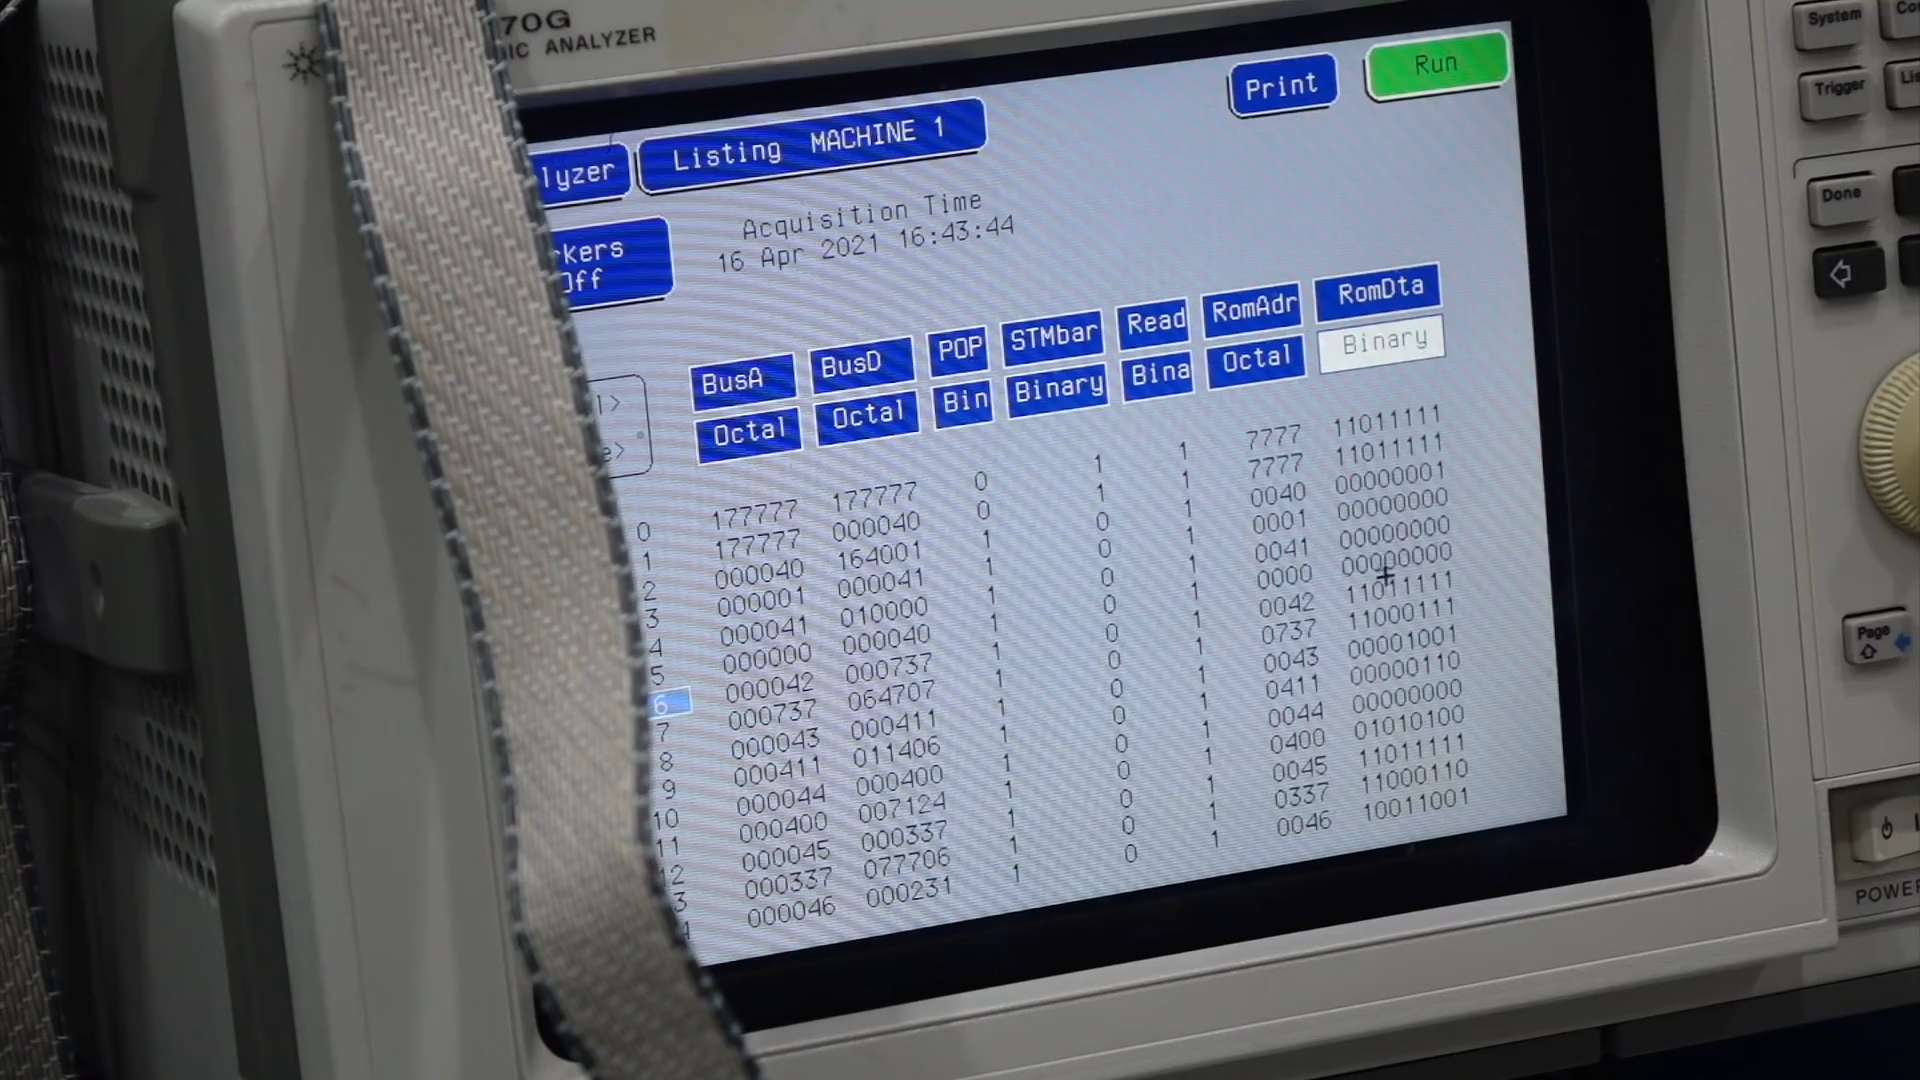 70G
IC ANALYZER
lyzer
Listing MACHINE 1
Print
Run
kers
Off
Acquisition Time
16 Apr 2021 16:43:44
BusA BusD POP STMbar Read RomAdr RomDta
Octal Octal Bin Binary Bina Octal Binary
0 177777 177777 0 1 1 7777 11011111
1 177777 000040 0 1 1 7777 11011111
2 000040 164001 1 0 1 0040 00000001
3 000001 000041 1 0 1 0001 00000000
4 000041 010000 1 0 1 0041 00000000
5 000000 000040 1 0 1 0000 00000000
6 000042 000737 1 0 1 0042 11011111
7 000737 064707 1 0 1 0737 11000111
8 000043 000411 1 0 1 0043 00001001
9 000411 011406 1 0 1 0411 00000110
10 000044 000400 1 0 1 0044 00000000
11 000400 007124 1 0 1 0400 01010100
12 000045 000337 1 0 1 0045 11011111
3 000337 077706 1 0 1 0337 11000110
4 000046 000231 1 0 1 0046 10011001
System
Trigger
Done
Page
POWER